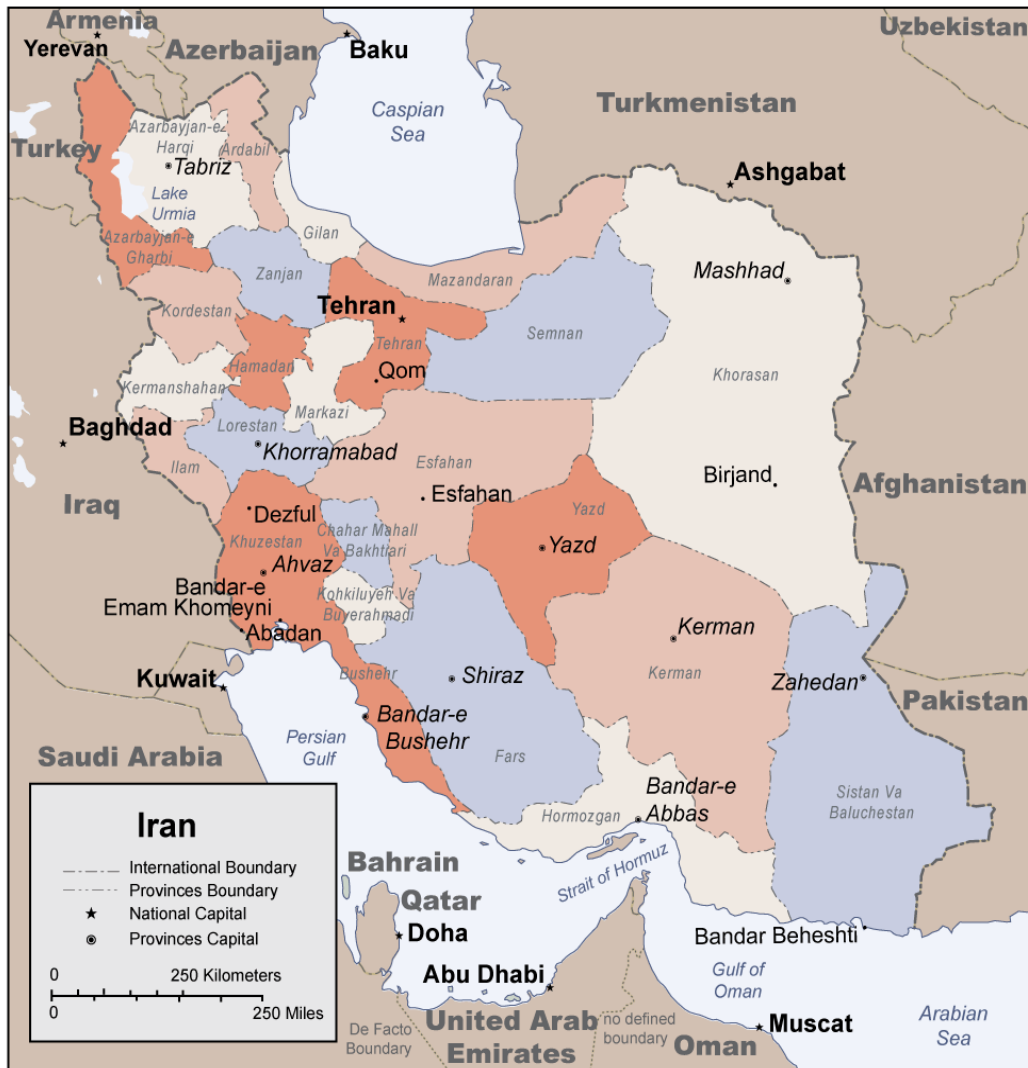 Armenia
Yerevan
Azerbaijan
Baku
Uzbekistan
Caspian
Sea
Turkmenistan
Turkey
Azarbayjan-e
Harqi
Ardabil
Tabriz
Ashgabat
Lake
Urmia
Gilan
Azarbayjan-e
Gharbi
Zanjan
Mazandaran
Mashhad
Kordestan
Tehran
Tehran
Semnan
Hamadan
Qom
Khorasan
Kermanshahan
Markazi
Baghdad
Lorestan
Khorramabad
Ilam
Esfahan
Esfahan
Birjand
Afghanistan
Iraq
Dezful
Khuzestan
Chahar Mahall
Va Bakhtiari
Yazd
Yazd
Ahvaz
Bandar-e
Emam Khomeyni
Kohkiluyeh Va
Buyerahmadi
Abadan
Kerman
Kerman
Kuwait
Bushehr
Shiraz
Zahedan
Pakistan
Bandar-e
Bushehr
Saudi Arabia
Persian
Gulf
Fars
Bandar-e
Abbas
Hormozgan
Sistan Va
Baluchestan
Strait of Hormuz
Bahrain
Qatar
Doha
Abu Dhabi
Bandar Beheshti
Gulf of
Oman
United Arab
Emirates
De Facto
Boundary
no defined
boundary
Oman
Muscat
Arabian
Sea
Iran
International Boundary
Provinces Boundary
National Capital
Provinces Capital
0 250 Kilometers
0 250 Miles